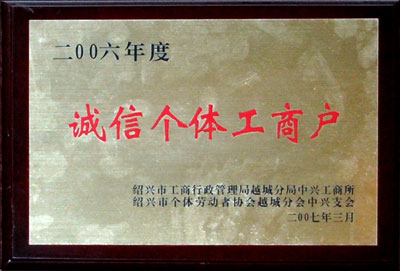 二00六年度
诚信个体工商户
绍兴市工商行政管理局越城分局中兴工商所
绍兴市个体劳动者协会越城分会中兴支会
二00七年三月